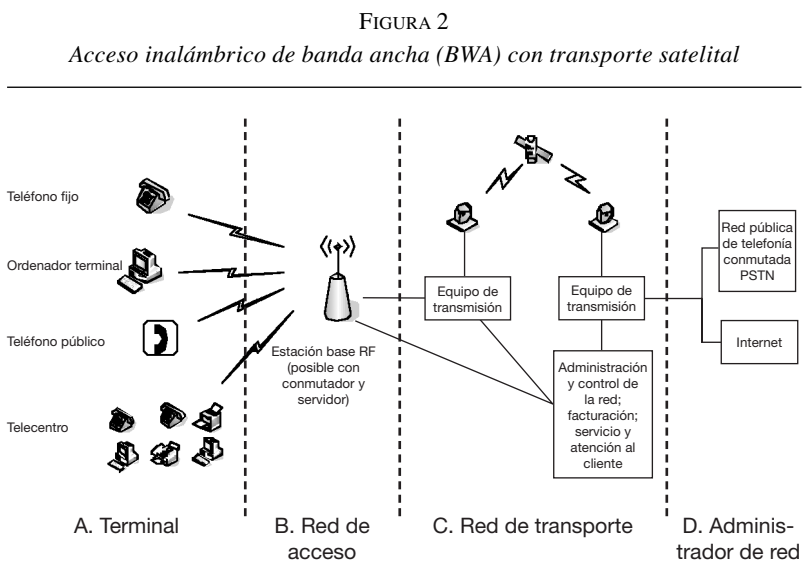 FIGURA 2
Acceso inalámbrico de banda ancha (BWA) con transporte satelital
Teléfono fijo
Ordenador terminal
Teléfono público
Telecentro
Estación base RF
(posible con
conmutador y
servidor)
Equipo de
transmisión
Equipo de
transmisión
Administración
y control de
la red;
facturación;
servicio y
atención al
cliente
Red pública
de telefonía
conmutada
PSTN
Internet
A. Terminal
B. Red de
acceso
C. Red de transporte
D. Adminis-
trador de red